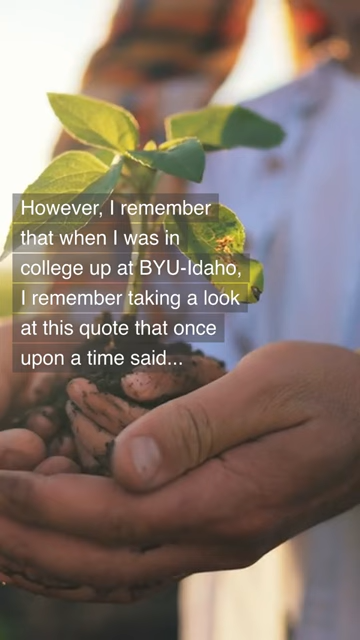 However, I remember
that when I was in
college up at BYU-Idaho,
I remember taking a look
at this quote that once
upon a time said...